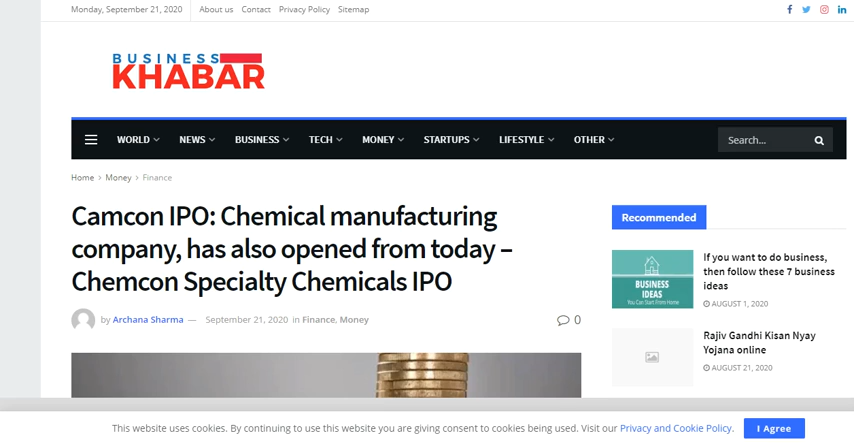 Monday, September 21, 2020 About us Contact Privacy Policy Sitemap
BUSINESS
KHABAR
WORLD NEWS BUSINESS TECH MONEY STARTUPS LIFESTYLE OTHER Search...
Home > Money > Finance
Camcon IPO: Chemical manufacturing
company, has also opened from today –
Chemcon Specialty Chemicals IPO
by Archana Sharma — September 21, 2020 in Finance, Money 0
Recommended
BUSINESS
IDEAS
You Can Start From Home
If you want to do business,
then follow these 7 business
ideas
AUGUST 1, 2020
Rajiv Gandhi Kisan Nyay
Yojana online
AUGUST 21, 2020
This website uses cookies. By continuing to use this website you are giving consent to cookies being used. Visit our Privacy and Cookie Policy. I Agree